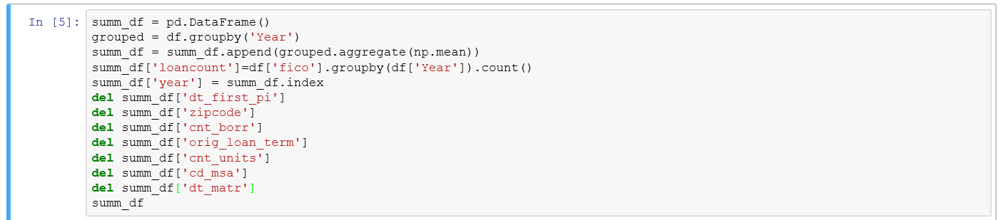 In [5]: summ_df = pd.DataFrame()
grouped = df.groupby('Year')
summ_df = summ_df.append(grouped.aggregate(np.mean))
summ_df['loancount']=df['fico'].groupby(df['Year']).count()
summ_df['year'] = summ_df.index
del summ_df['dt_first_pi']
del summ_df['zipcode']
del summ_df['cnt_borr']
del summ_df['orig_loan_term']
del summ_df['cnt_units']
del summ_df['cd_msa']
del summ_df['dt_matr']
summ_df